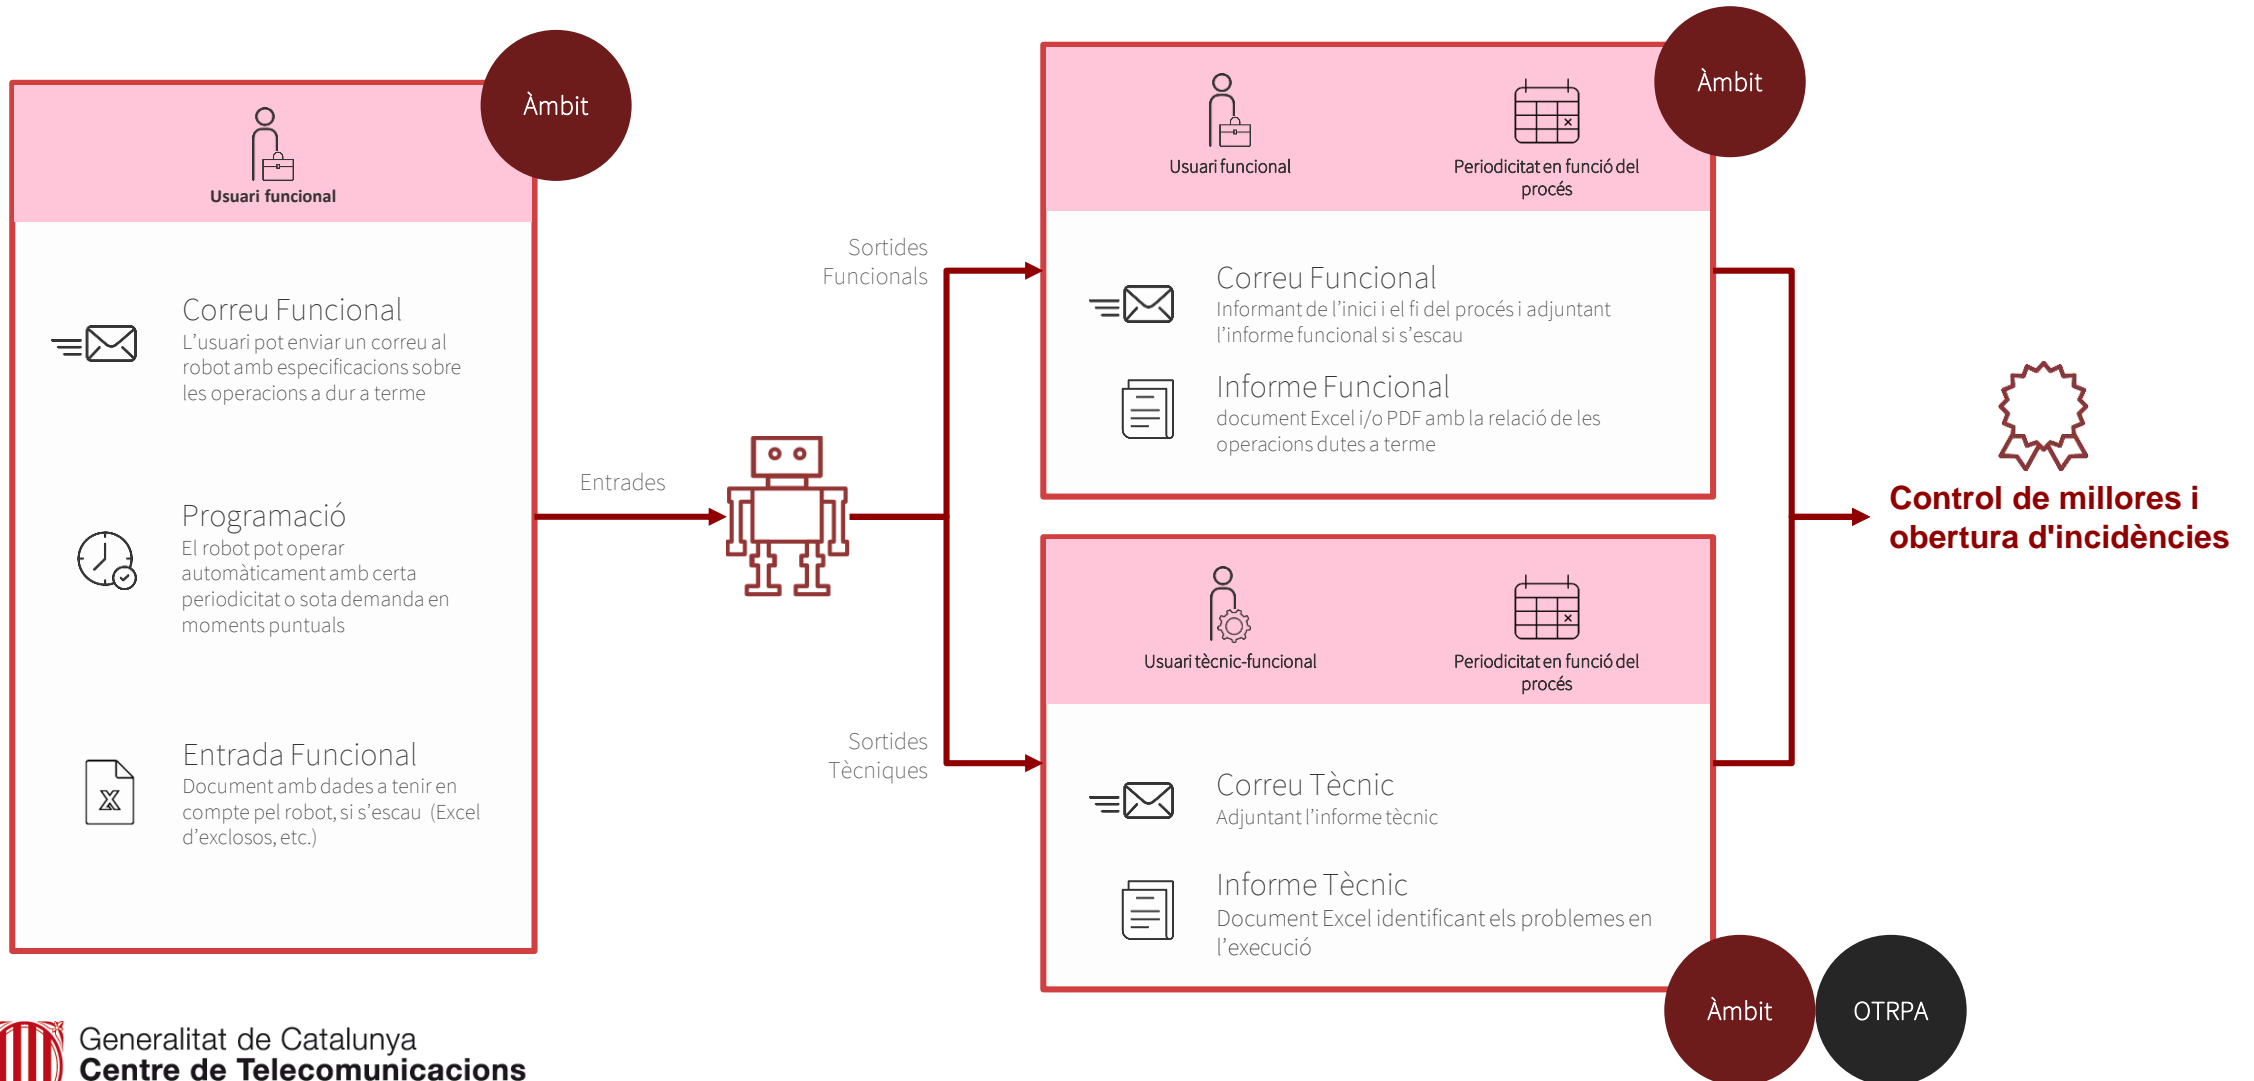 Àmbit
Usuari funcional
Correu Funcional
L'usuari pot enviar un correu al
robot amb especificacions sobre
les operacions a dur a terme
Programació
El robot pot operar
automàticament amb certa
periodicitat o sota demanda en
moments puntuals
Entrada Funcional
Document amb dades a tenir en
compte pel robot, si s'escau (Excel
d'exclosos, etc.)
Entrades
Sortides
Funcionals
Sortides
Tècniques
Àmbit
Usuari funcional
Periodicitat en funció del
procés
Correu Funcional
Informant de l'inici i el fi del procés i adjuntant
l'informe funcional si s'escau
Informe Funcional
document Excel i/o PDF amb la relació de les
operacions dutes a terme
Usuari tècnic-funcional
Periodicitat en funció del
procés
Correu Tècnic
Adjuntant l'informe tècnic
Informe Tècnic
Document Excel identificant els problemes en
l'execució
Àmbit
OTRPA
Control de millores i
obertura d'incidències
Generalitat de Catalunya
Centre de Telecomunicacions